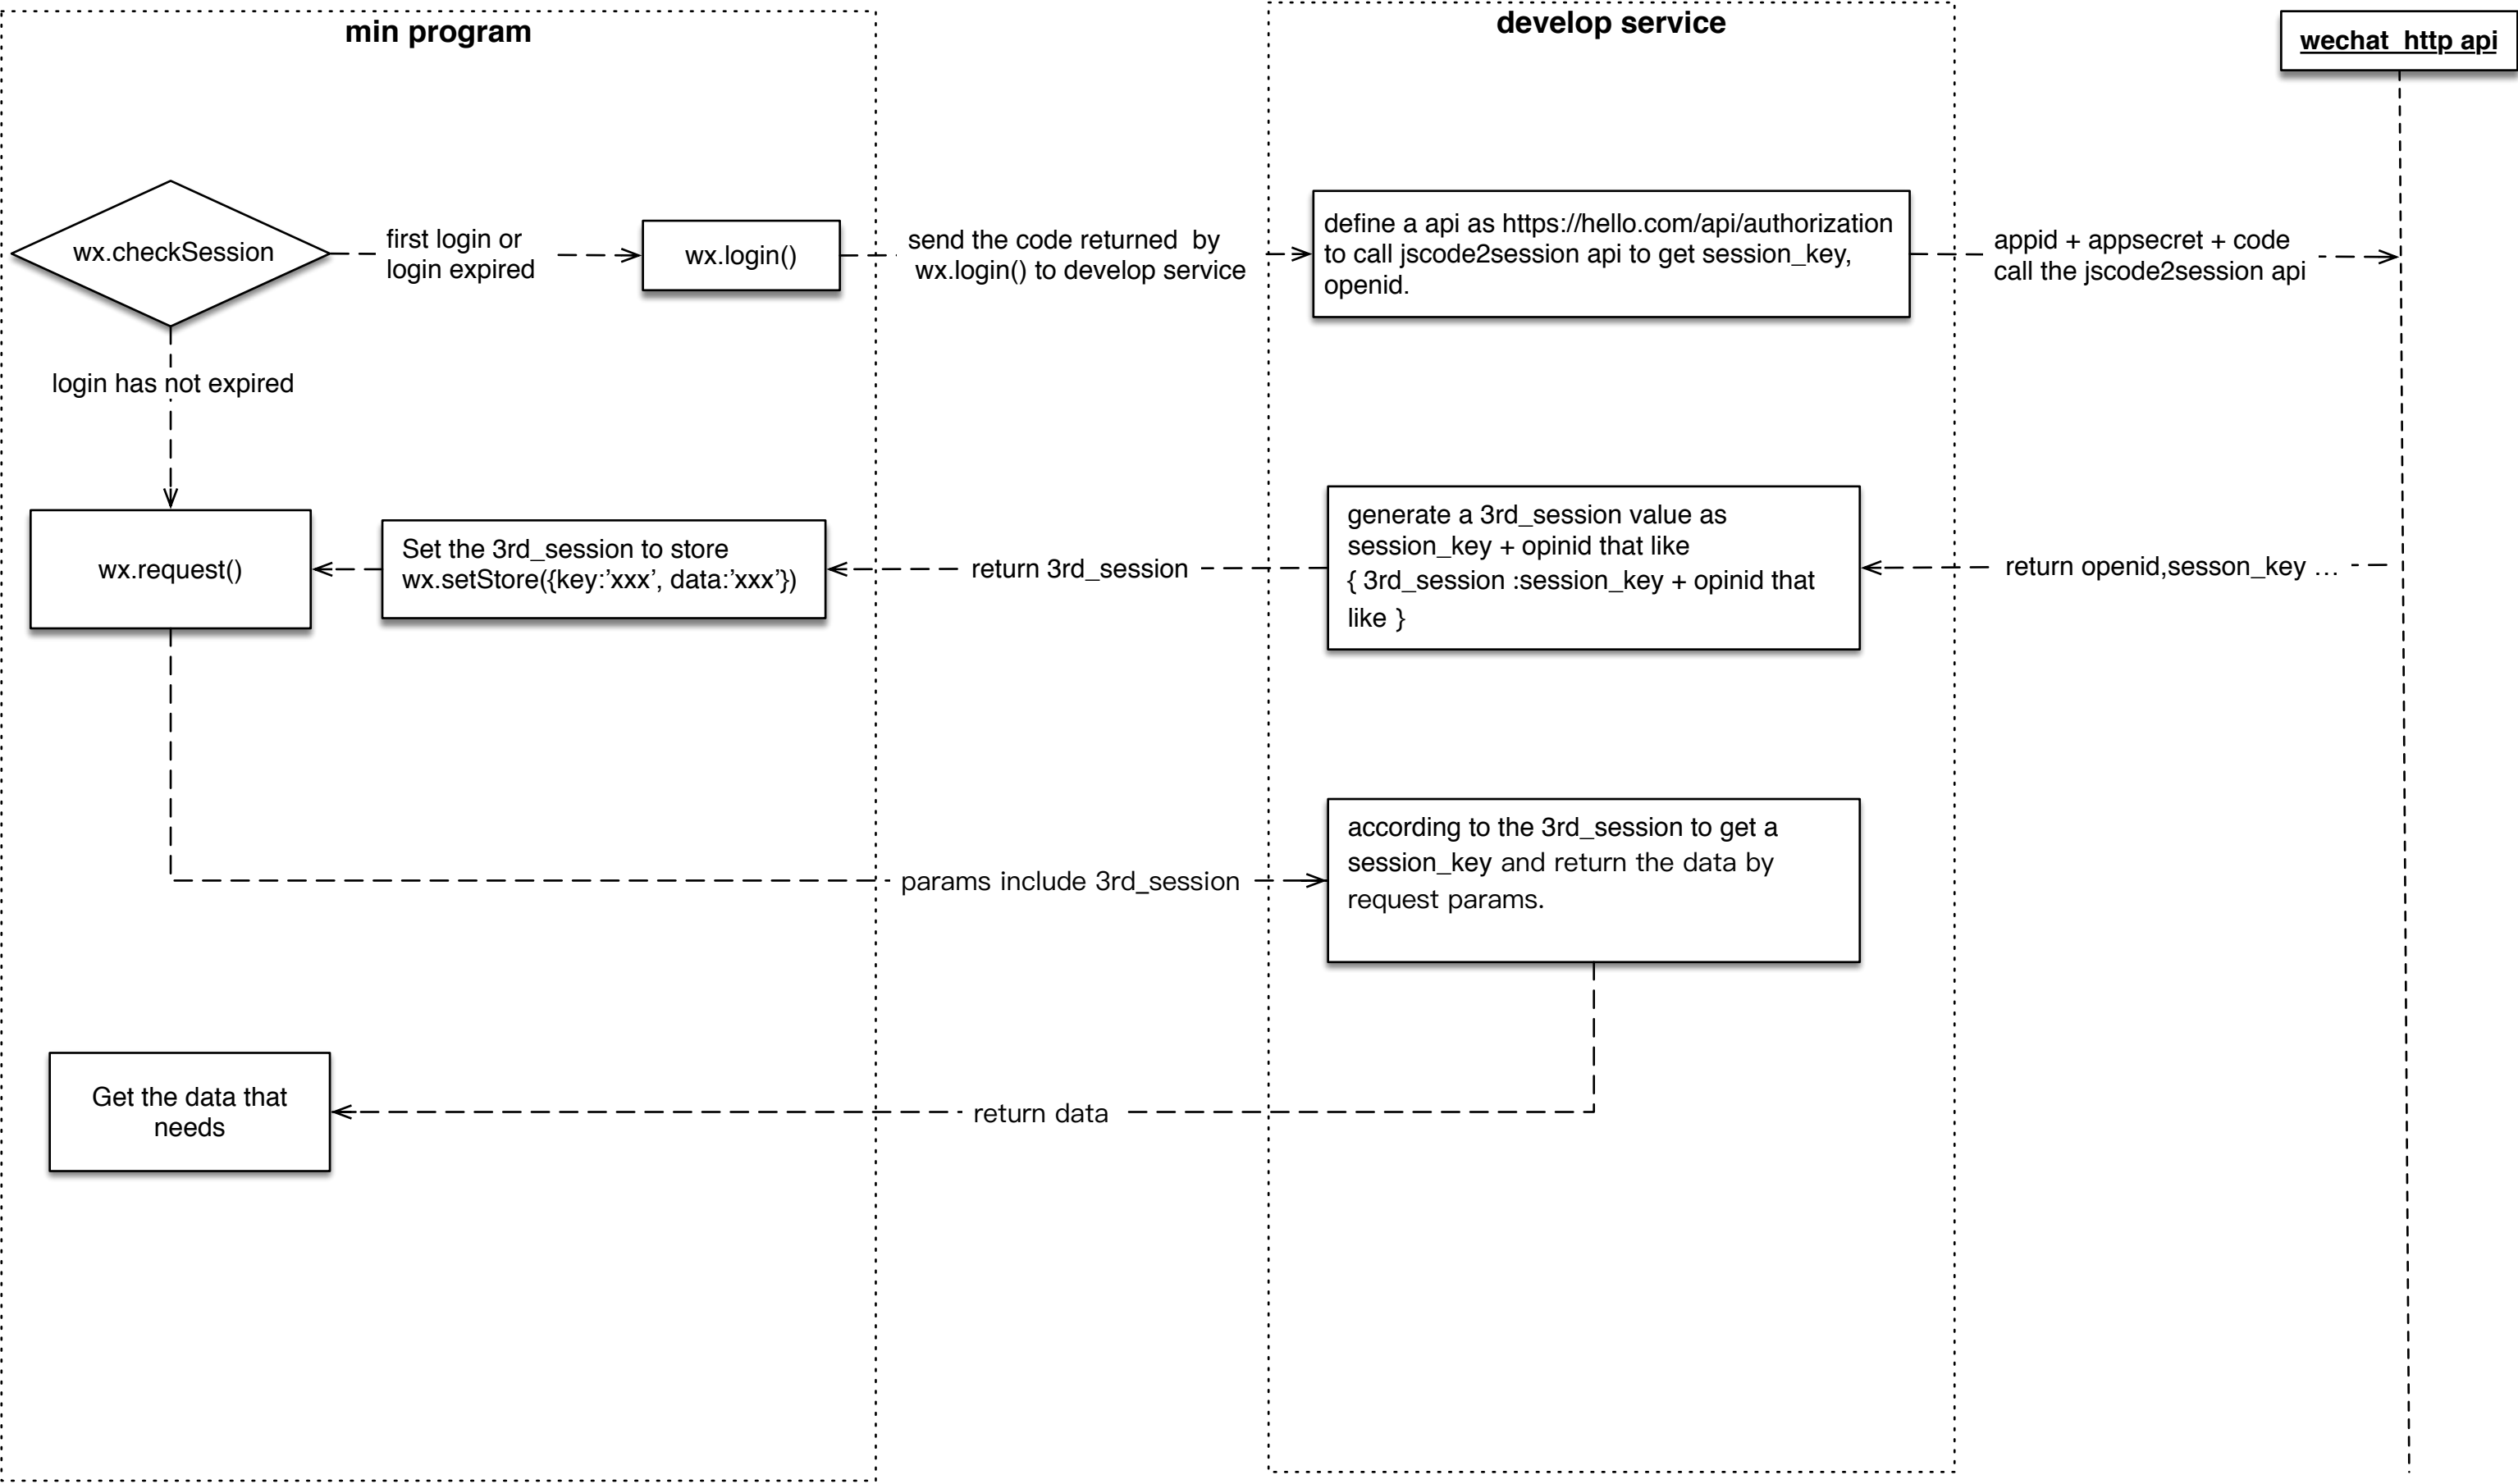 min program
develop service
wechat http api
wx.checkSession
first login or
login expired
wx.login()
send the code returned by
wx.login() to develop service
define a api as https://hello.com/api/authorization
to call jscode2session api to get session_key,
openid.
appid + appsecret + code
call the jscode2session api
login has not expired
wx.request()
Set the 3rd_session to store
wx.setStore({key:’xxx’, data:’xxx’})
return 3rd_session
generate a 3rd_session value as
session_key + opinid that like
{ 3rd_session :session_key + opinid that
like }
return openid,sesson_key ...
params include 3rd_session
according to the 3rd_session to get a
session_key and return the data by
request params.
Get the data that
needs
return data